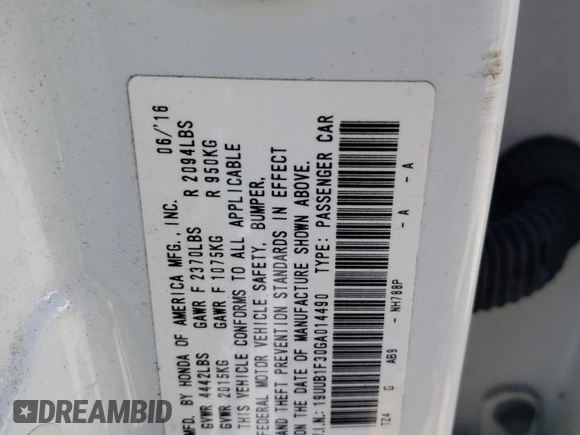 MFD. BY HONDA OF AMERICA MFG., INC. 06/'16
GVWR 4442LBS GAWR F 2370LBS R 2094LBS
GVWR 2015KG GAWR F 1075KG R 950KG
THIS VEHICLE CONFORMS TO ALL APPLICABLE
FEDERAL MOTOR VEHICLE SAFETY, BUMPER,
AND THEFT PREVENTION STANDARDS IN EFFECT
ON THE DATE OF MANUFACTURE SHOWN ABOVE.
V.I.N.: 19UUB1F30GA014490 TYPE: PASSENGER CAR
TZ4 G AB9 - NH788P - A - A
DREAMBID